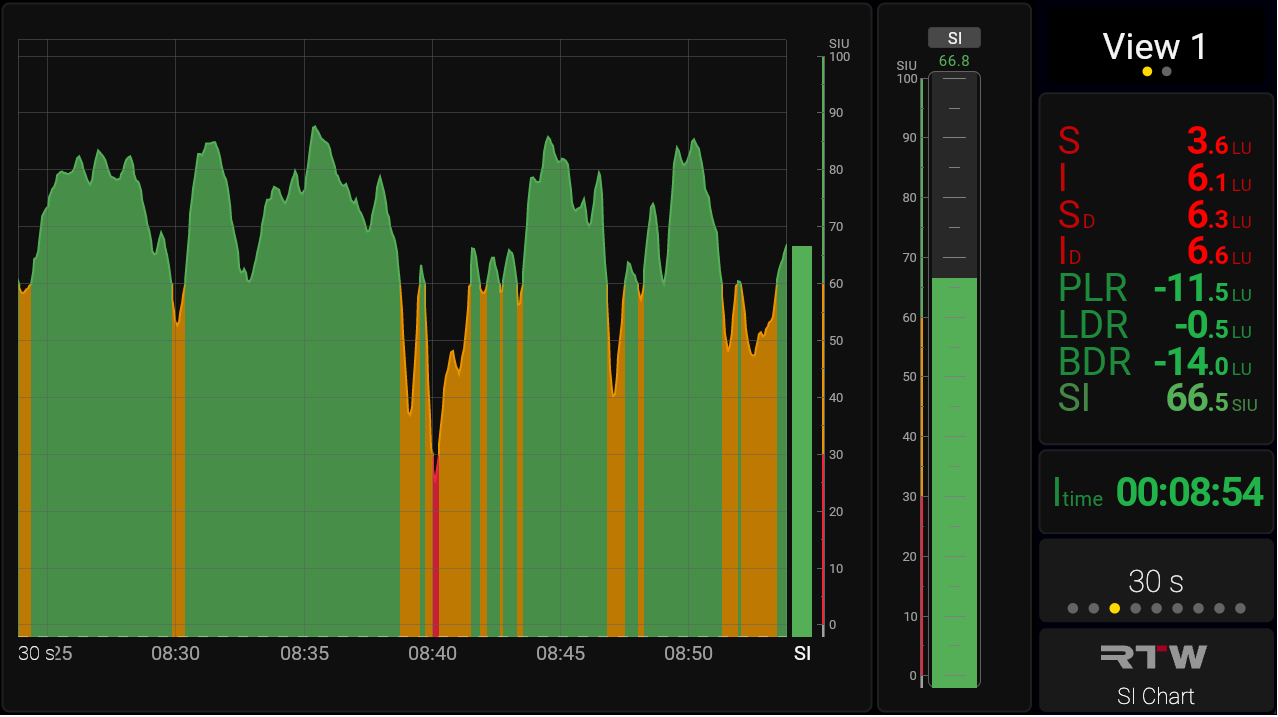 SIU
100
90
80
70
60
50
40
30
20
10
0
30 s
25
08:30
08:35
08:40
08:45
08:50
SI
SI
66.8
SIU
100
90
80
70
60
50
40
30
20
10
0
View 1
S 3.6 LU
I 6.1 LU
SD 6.3 LU
ID 6.6 LU
PLR -11.5 LU
LDR -0.5 LU
BDR -14.0 LU
SI 66.5 SIU
Itime 00:08:54
30 s
RTW
SI Chart